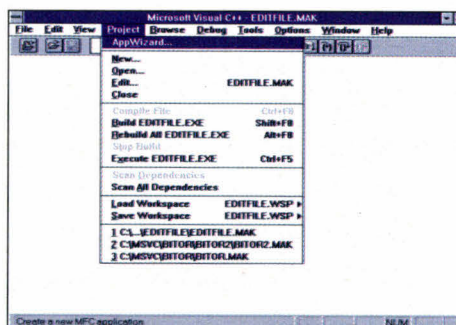 Microsoft Visual C++ - EDITFILE.MAK
File Edit View Project Browse Debug Tools Options Window Help
AppWizard...
New...
Open...
Edit... EDITFILE.MAK
Close
Compile File Ctrl+F8
Build EDITFILE.EXE Shift+F8
Rebuild All EDITFILE.EXE Alt+F8
Stop Build
Execute EDITFILE.EXE Ctrl+F5
Scan Dependencies
Scan All Dependencies
Load Workspace EDITFILE.WSP
Save Workspace EDITFILE.WSP
1 C:\...\EDITFILE\EDITFILE.MAK
2 C:\MSVC\BITOR\BITOR2\BITOR2.MAK
3 C:\MSVC\BITOR\BITOR.MAK
Create a new MFC application NUM